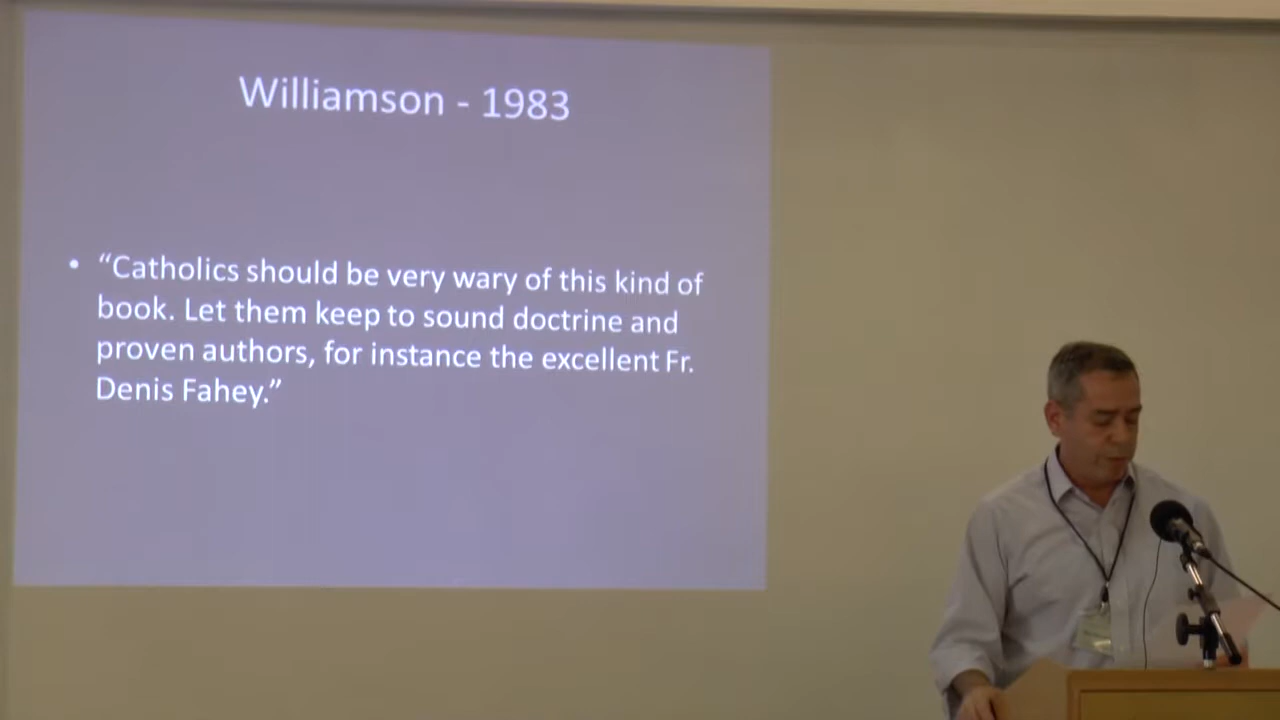 Williamson - 1983
• “Catholics should be very wary of this kind of
book. Let them keep to sound doctrine and
proven authors, for instance the excellent Fr.
Denis Fahey.”